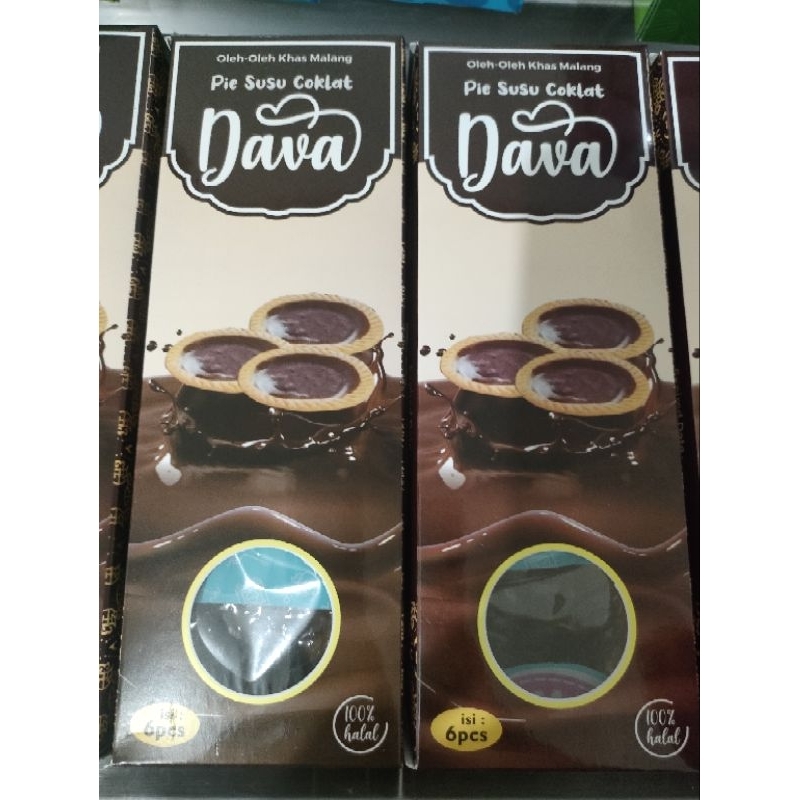 Oleh-Oleh Khas Malang
Pie Susu Coklat
Dava
isi :
6pcs
100%
halal
Oleh-Oleh Khas Malang
Pie Susu Coklat
Dava
isi :
6pcs
100%
halal